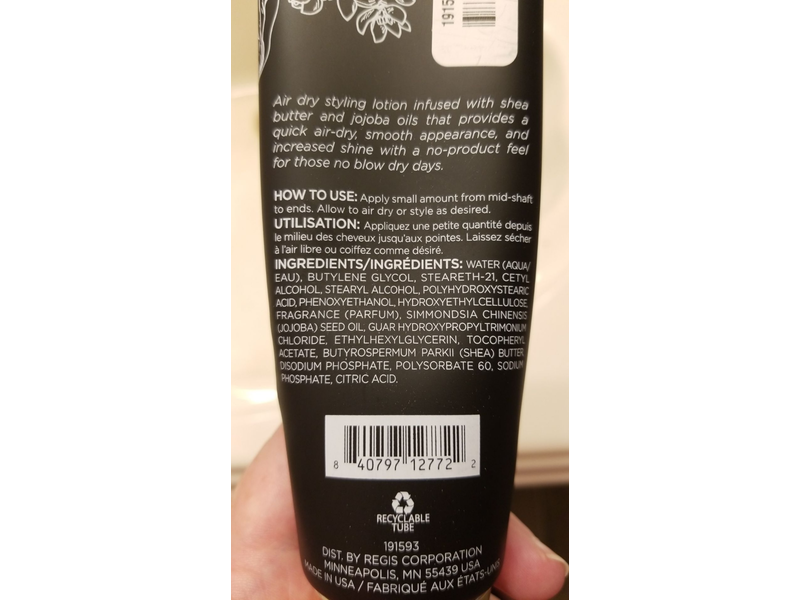 1915
Air dry styling lotion infused with shea
butter and jojoba oils that provides a
quick air-dry, smooth appearance, and
increased shine with a no-product feel
for those no blow dry days.
HOW TO USE: Apply small amount from mid-shaft
to ends. Allow to air dry or style as desired.
UTILISATION: Appliquez une petite quantité depuis
le milieu des cheveux jusqu'aux pointes. Laissez sécher
à l'air libre ou coiffez comme désiré.
INGREDIENTS/INGRÉDIENTS: WATER (AQUA/
EAU), BUTYLENE GLYCOL, STEARETH-21, CETYL
ALCOHOL, STEARYL ALCOHOL, POLYHYDROXYSTEARIC
ACID, PHENOXYETHANOL, HYDROXYETHYLCELLULOSE,
FRAGRANCE (PARFUM), SIMMONDSIA CHINENSIS
(JOJOBA) SEED OIL, GUAR HYDROXYPROPYLTRIMONIUM
CHLORIDE, ETHYLHEXYLGLYCERIN, TOCOPHERYL
ACETATE, BUTYROSPERMUM PARKII (SHEA) BUTTER,
DISODIUM PHOSPHATE, POLYSORBATE 60, SODIUM
PHOSPHATE, CITRIC ACID.
8 40797 12772 2
RECYCLABLE
TUBE
191593
DIST. BY REGIS CORPORATION
MINNEAPOLIS, MN 55439 USA
MADE IN USA / FABRIQUÉ AUX ÉTATS-UNIS